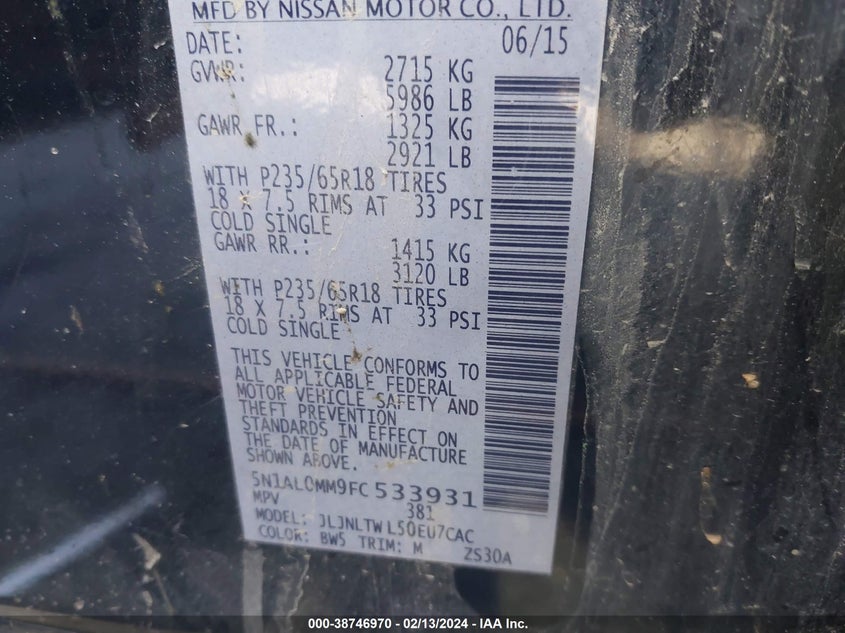 MFD BY NISSAN MOTOR CO., LTD.
DATE: 06/15
GVWR: 2715 KG
5986 LB
GAWR FR.: 1325 KG
2921 LB
WITH P235/65R18 TIRES
18 X 7.5 RIMS AT 33 PSI
COLD SINGLE
GAWR RR.: 1415 KG
3120 LB
WITH P235/65R18 TIRES
18 X 7.5 RIMS AT 33 PSI
COLD SINGLE
THIS VEHICLE CONFORMS TO
ALL APPLICABLE FEDERAL
MOTOR VEHICLE SAFETY AND
THEFT PREVENTION
STANDARDS IN EFFECT ON
THE DATE OF MANUFACTURE
SHOWN ABOVE.
5N1AL0MM9FC533931
MPV 381
MODEL: JLJNLTWL50EU7CAC
COLOR: BW5 TRIM: M ZS30A
000-38746970 - 02/13/2024 - IAA Inc.